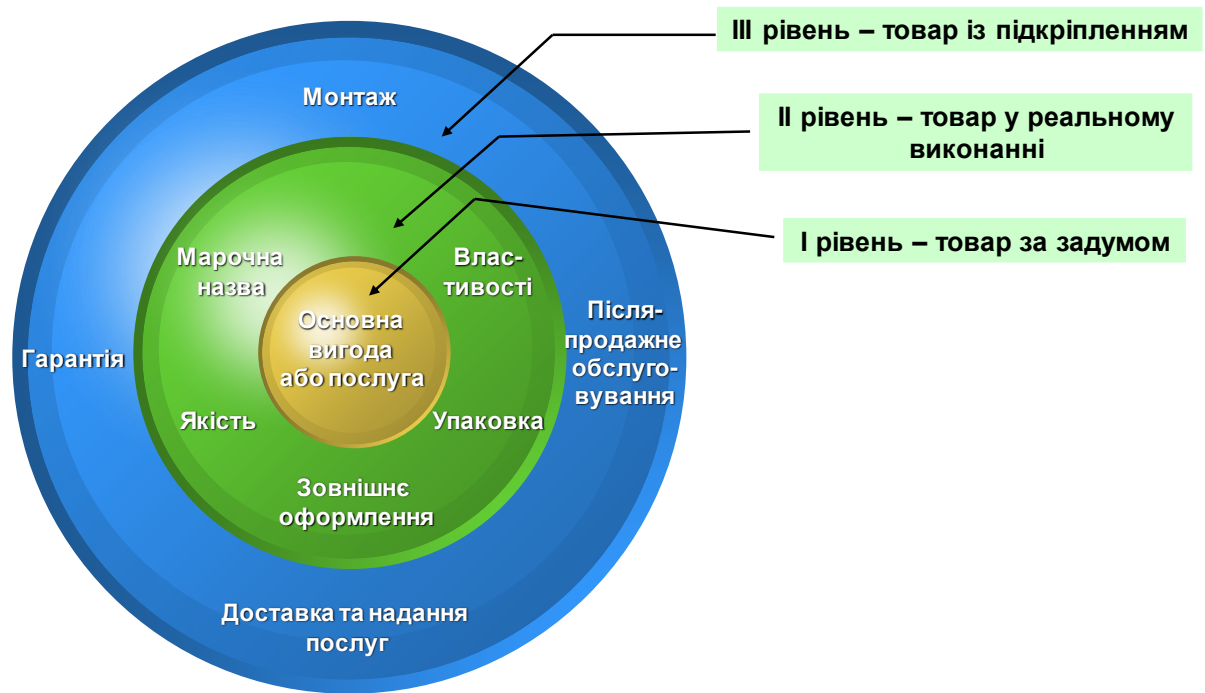 III рівень – товар із підкріпленням
Монтаж
II рівень – товар у реальному
виконанні
I рівень – товар за задумом
Марочна
назва
Влас-
тивості
Основна
вигода
або послуга
Після-
продажне
обслуго-
вування
Гарантія
Якість
Упаковка
Зовнішнє
оформлення
Доставка та надання
послуг